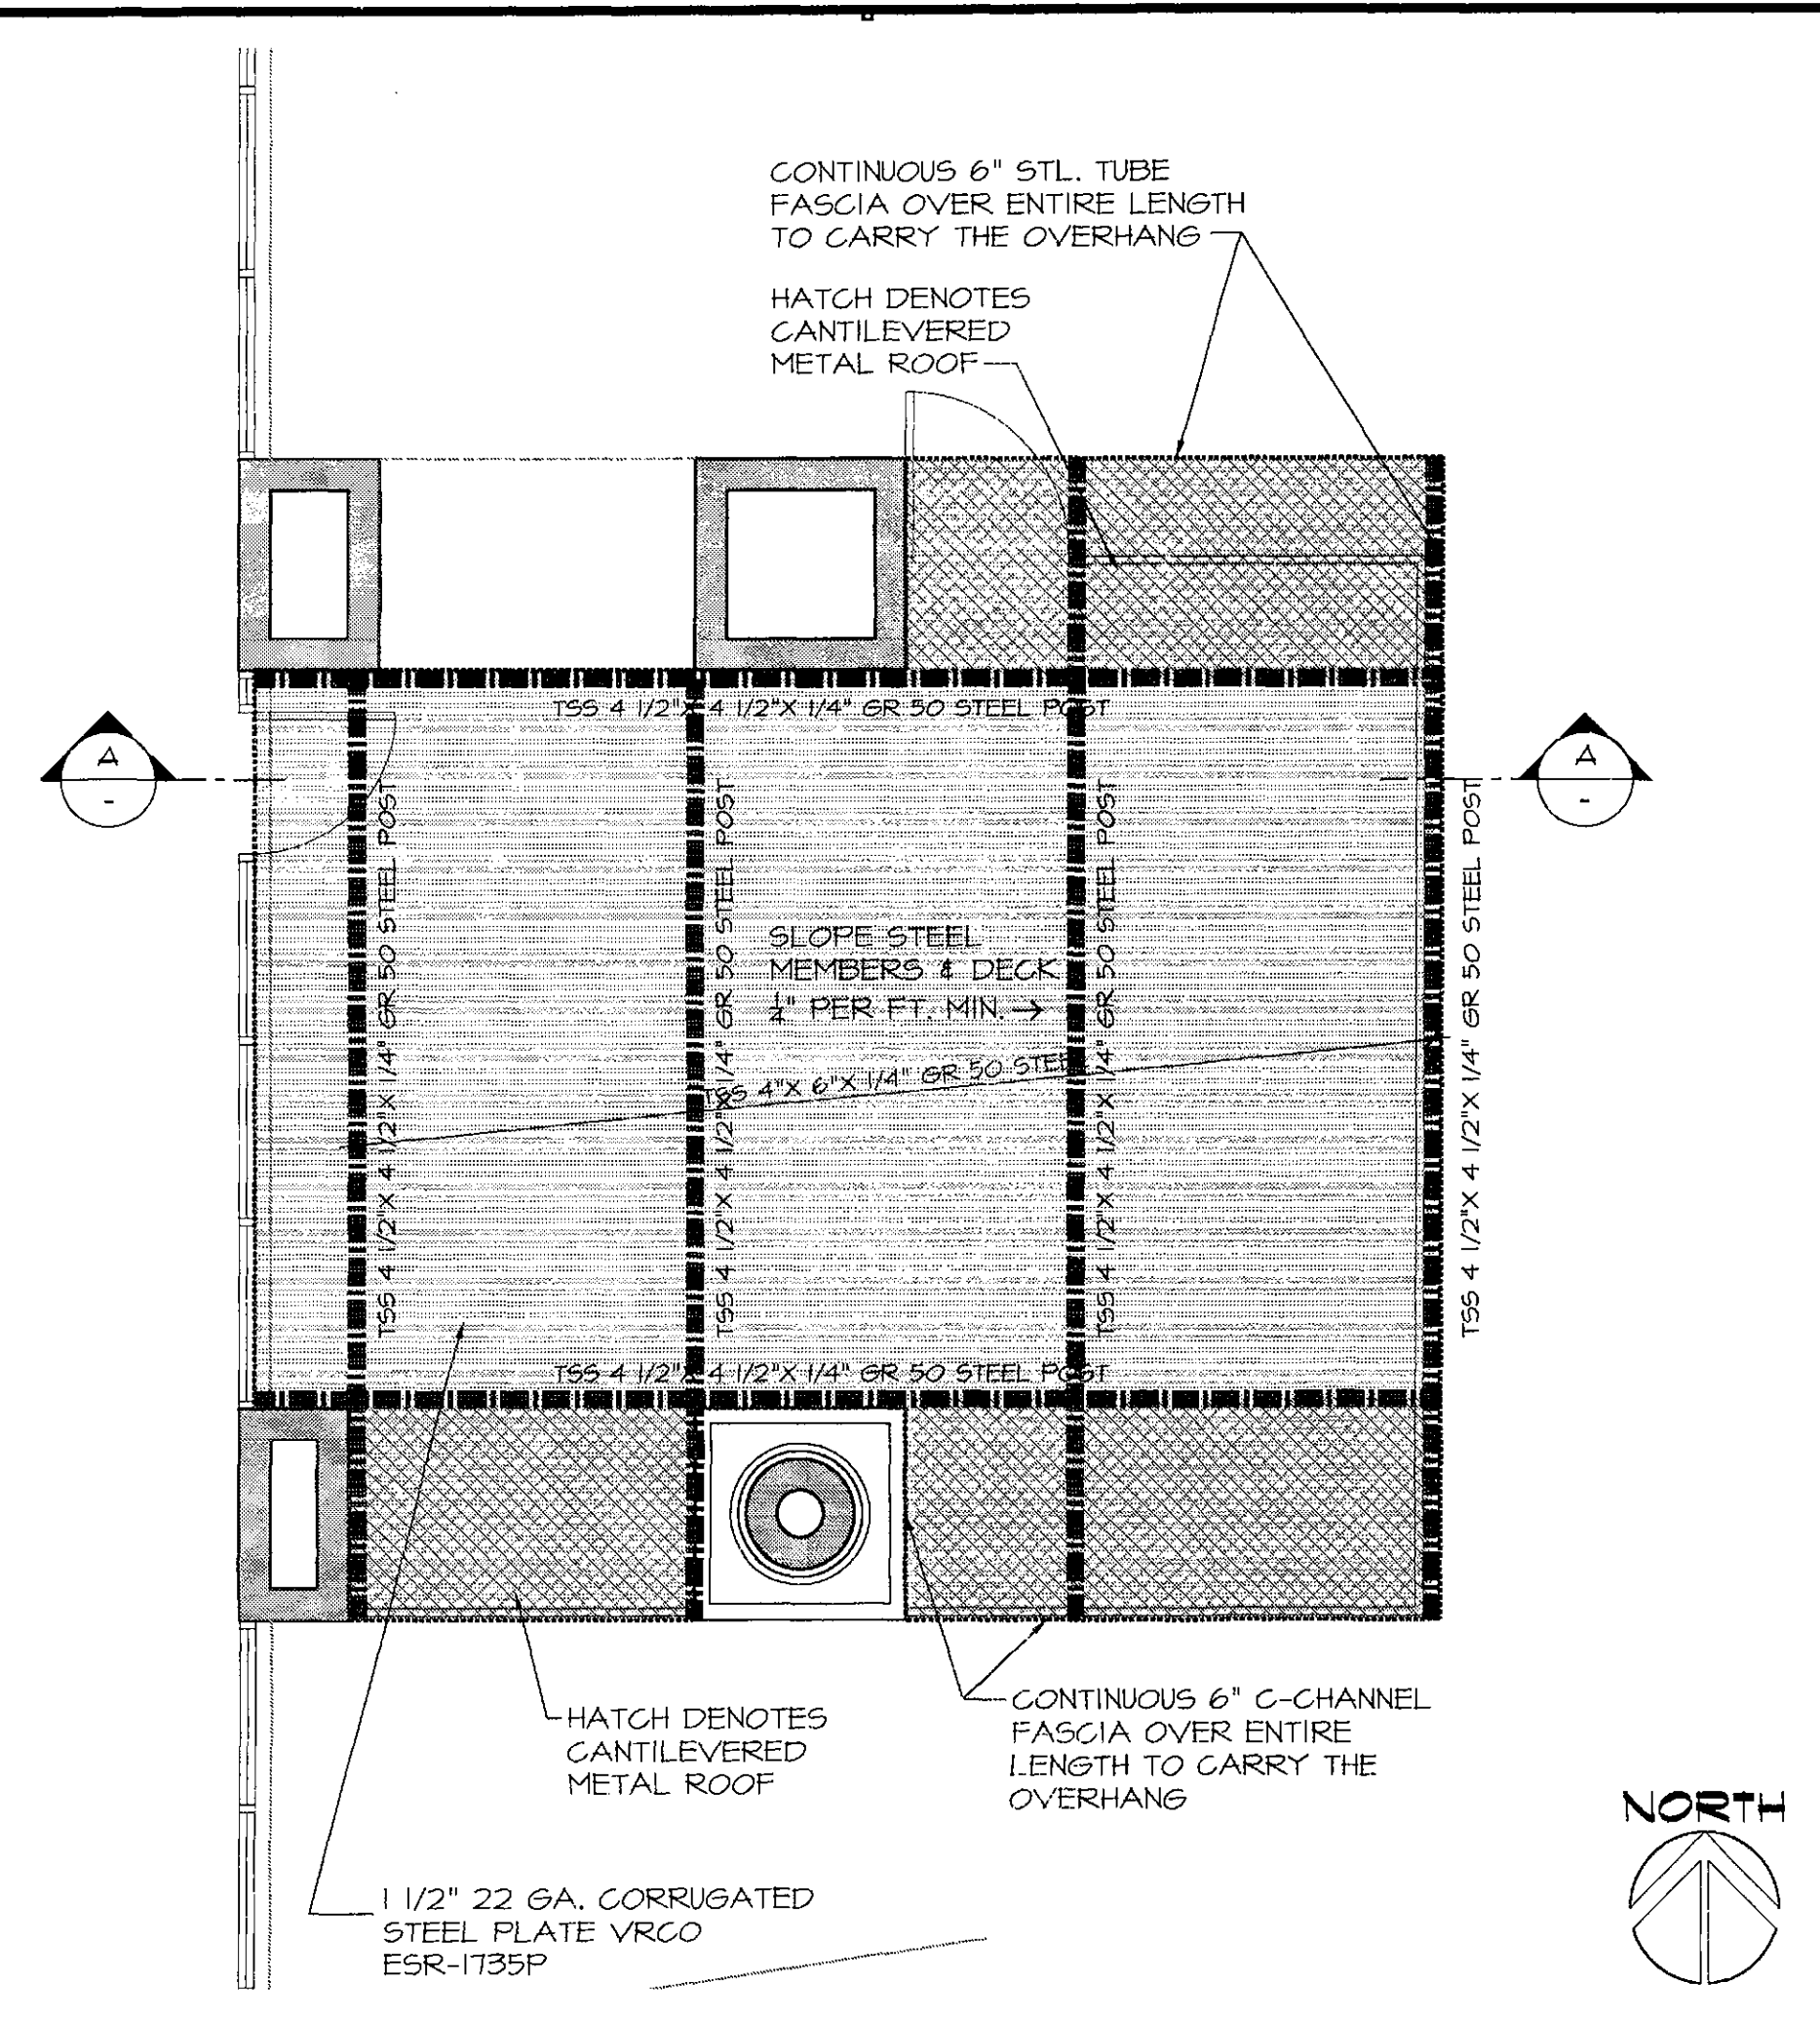 CONTINUOUS 6" STL. TUBE
FASCIA OVER ENTIRE LENGTH
TO CARRY THE OVERHANG
HATCH DENOTES
CANTILEVERED
METAL ROOF
TSS 4 1/2"X 4 1/2"X 1/4" GR 50 STEEL POST
A
-
A
-
TSS 4 1/2"X 4 1/2"X 1/4" GR 50 STEEL POST
TSS 4 1/2"X 4 1/2"X 1/4" GR 50 STEEL POST
TSS 4 1/2"X 4 1/2"X 1/4" GR 50 STEEL POST
TSS 4 1/2"X 4 1/2"X 1/4" GR 50 STEEL POST
SLOPE STEEL
MEMBERS & DECK
1/4" PER FT. MIN. →
TSS 4"X 6"X 1/4" GR 50 STEEL
TSS 4 1/2"X 4 1/2"X 1/4" GR 50 STEEL POST
HATCH DENOTES
CANTILEVERED
METAL ROOF
CONTINUOUS 6" C-CHANNEL
FASCIA OVER ENTIRE
LENGTH TO CARRY THE
OVERHANG
NORTH
1 1/2" 22 GA. CORRUGATED
STEEL PLATE VRCO
ESR-1735P